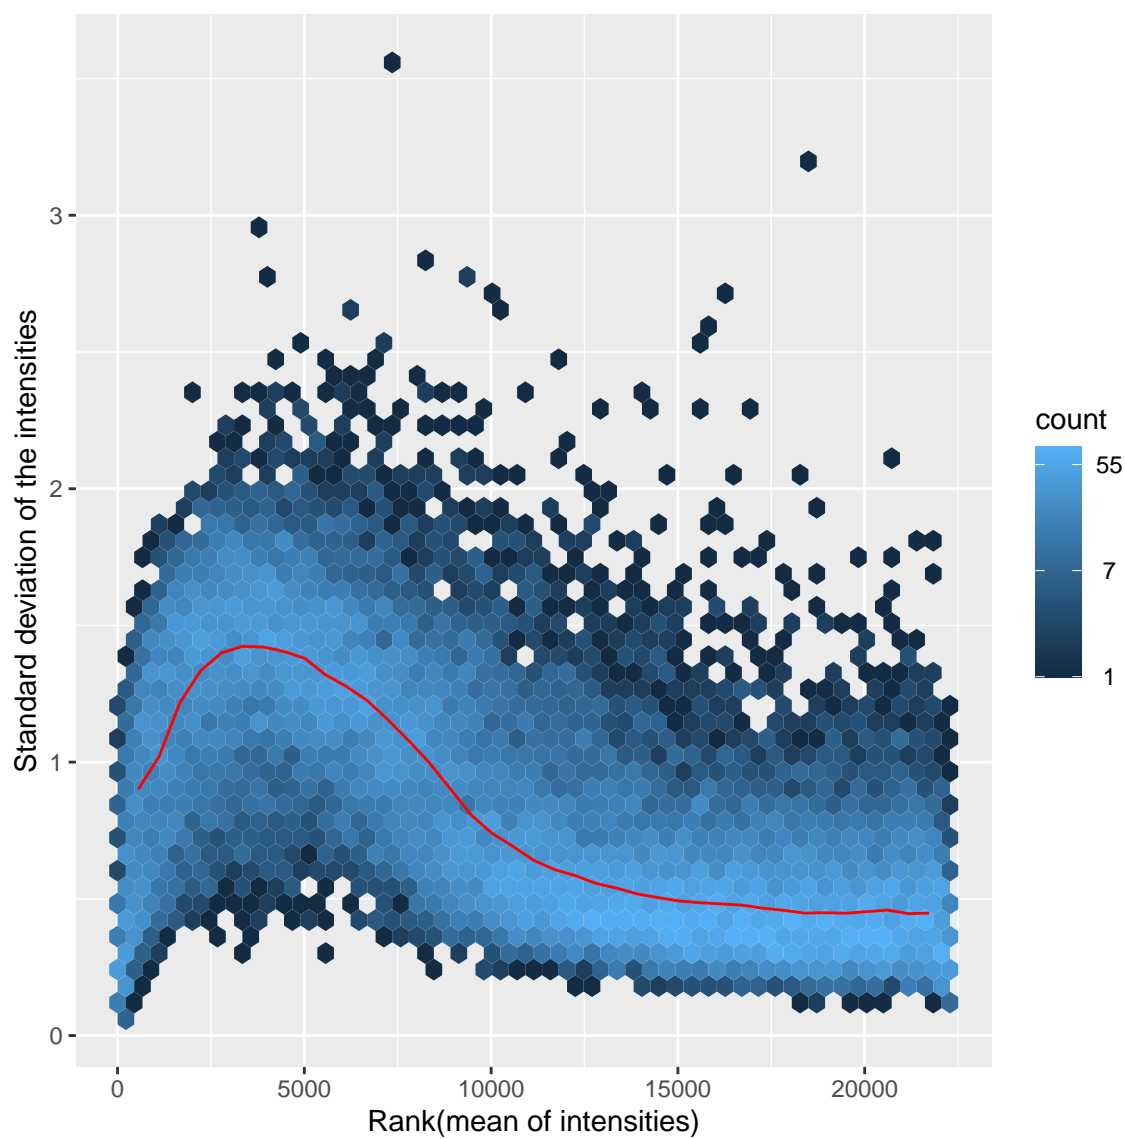 3
2
1
0
Standard deviation of the intensities
0 5000 10000 15000 20000
Rank(mean of intensities)
count
55
7
1